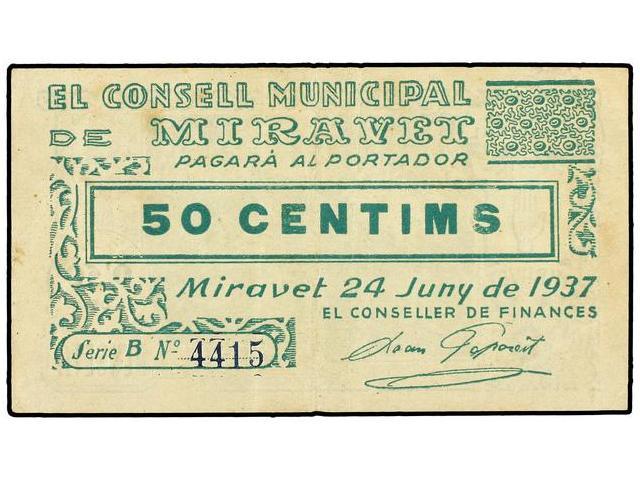 EL CONSELL MUNICIPAL
DE MIRAVET
PAGARÀ AL PORTADOR
50 CENTIMS
Miravet 24 Juny de 1937
EL CONSELLER DE FINANCES
Serie B Nº 4415
Joan